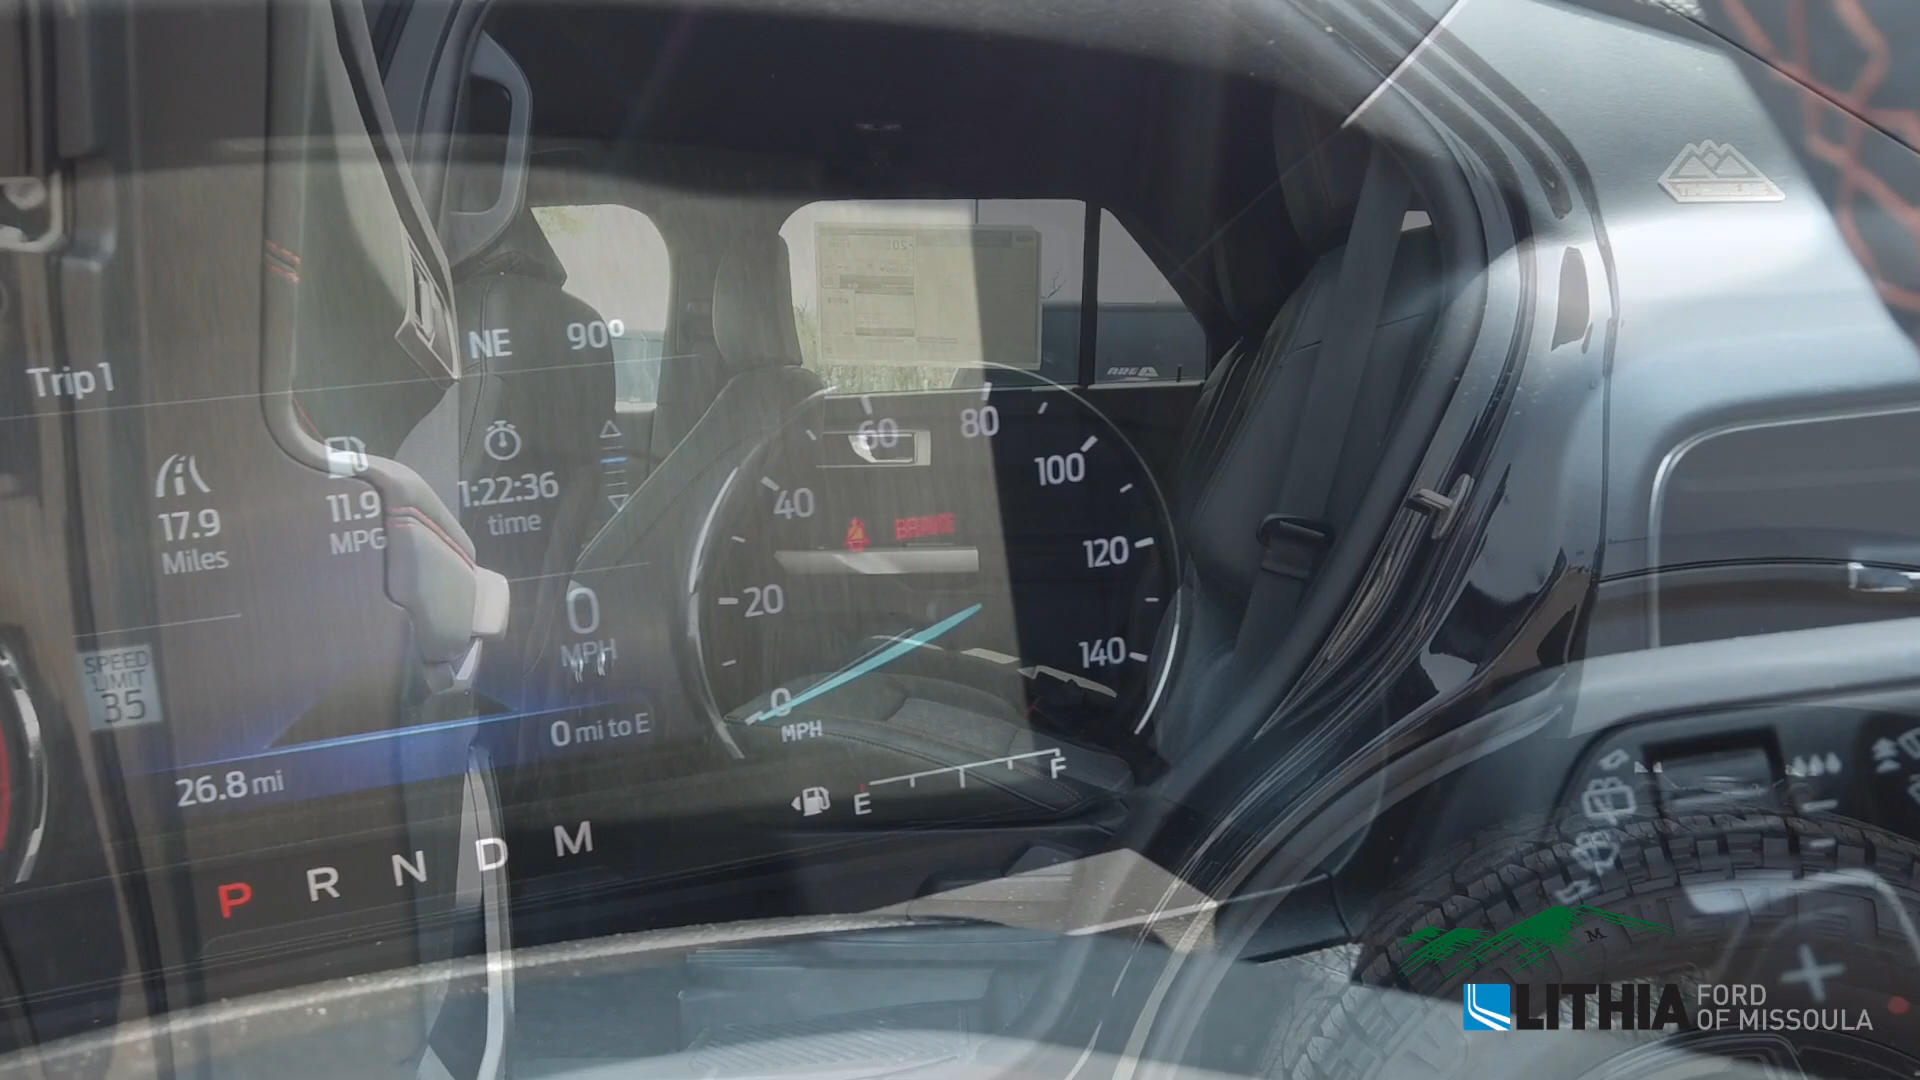 NE 90°
Trip 1
17.9
Miles
11.9
MPG
1:22:36
time
0
MPH
SPEED
LIMIT
35
0 mi to E
26.8 mi
P R N D M
0
20
40
60
80
100
120
140
MPH
E F
M
LITHIA
FORD
OF MISSOULA